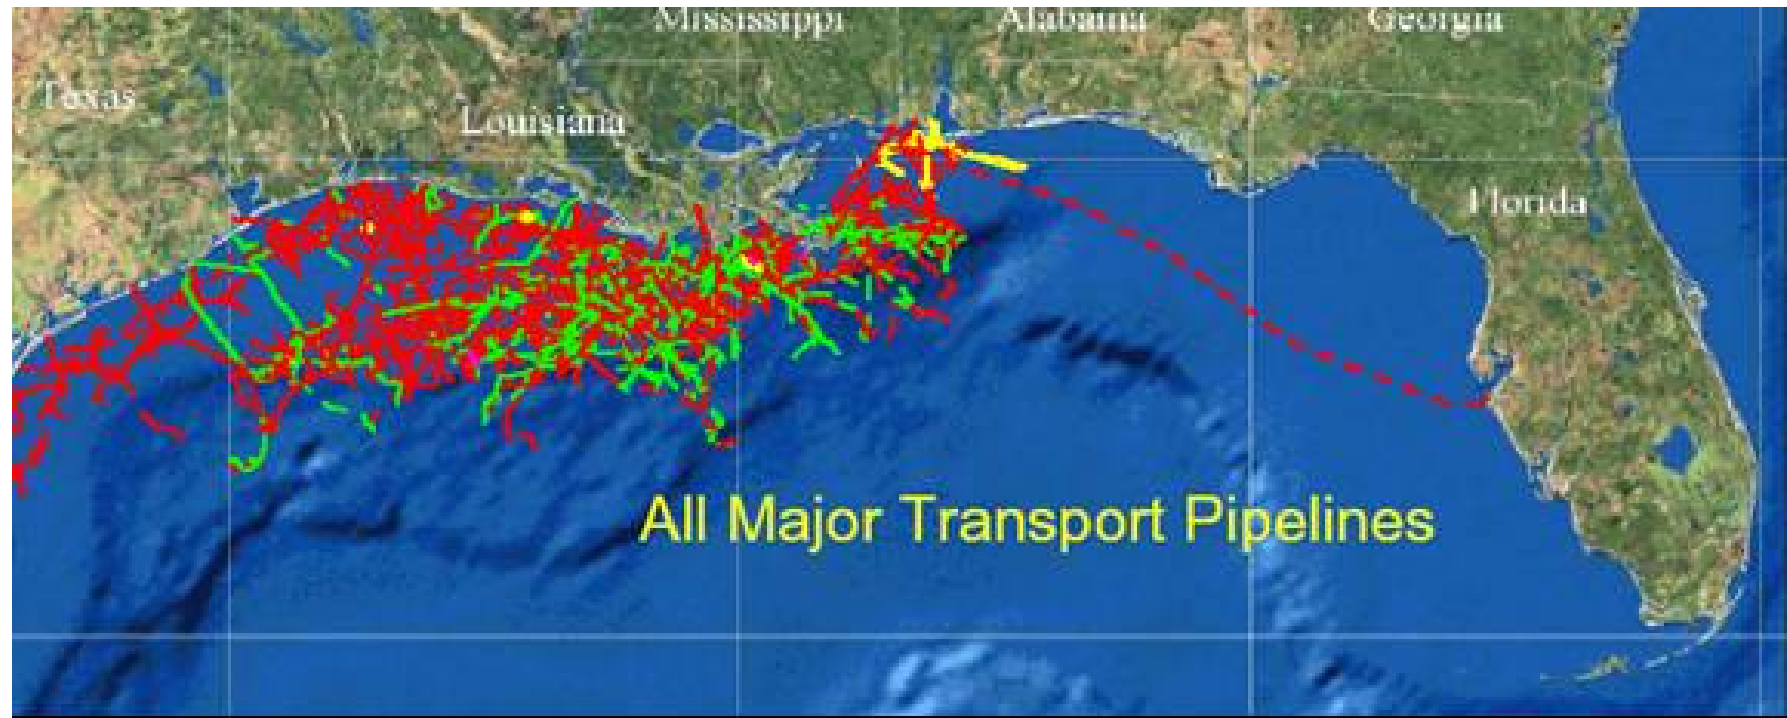 Mississippi
Alabama
Georgia
Texas
Louisiana
Florida
All Major Transport Pipelines